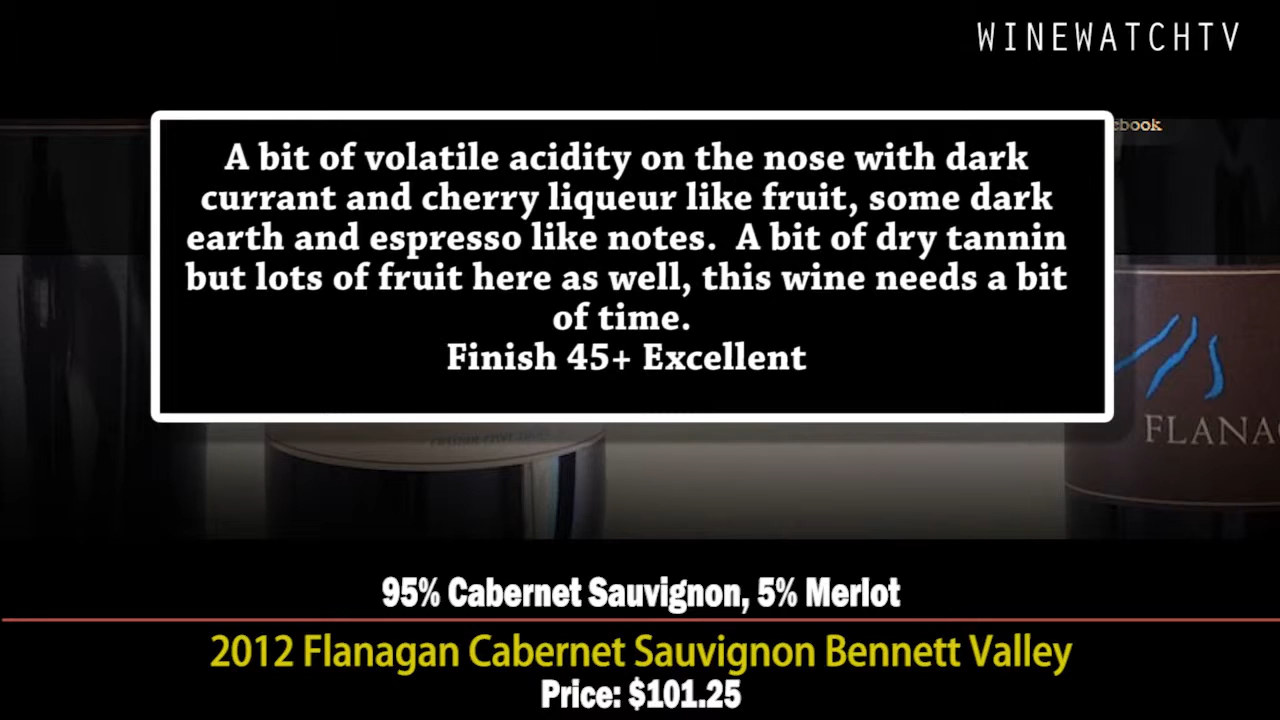 WINEWATCHTV
A bit of volatile acidity on the nose with dark
currant and cherry liqueur like fruit, some dark
earth and espresso like notes.  A bit of dry tannin
but lots of fruit here as well, this wine needs a bit
of time.
Finish 45+ Excellent
FLANA
95% Cabernet Sauvignon, 5% Merlot
2012 Flanagan Cabernet Sauvignon Bennett Valley
Price: $101.25